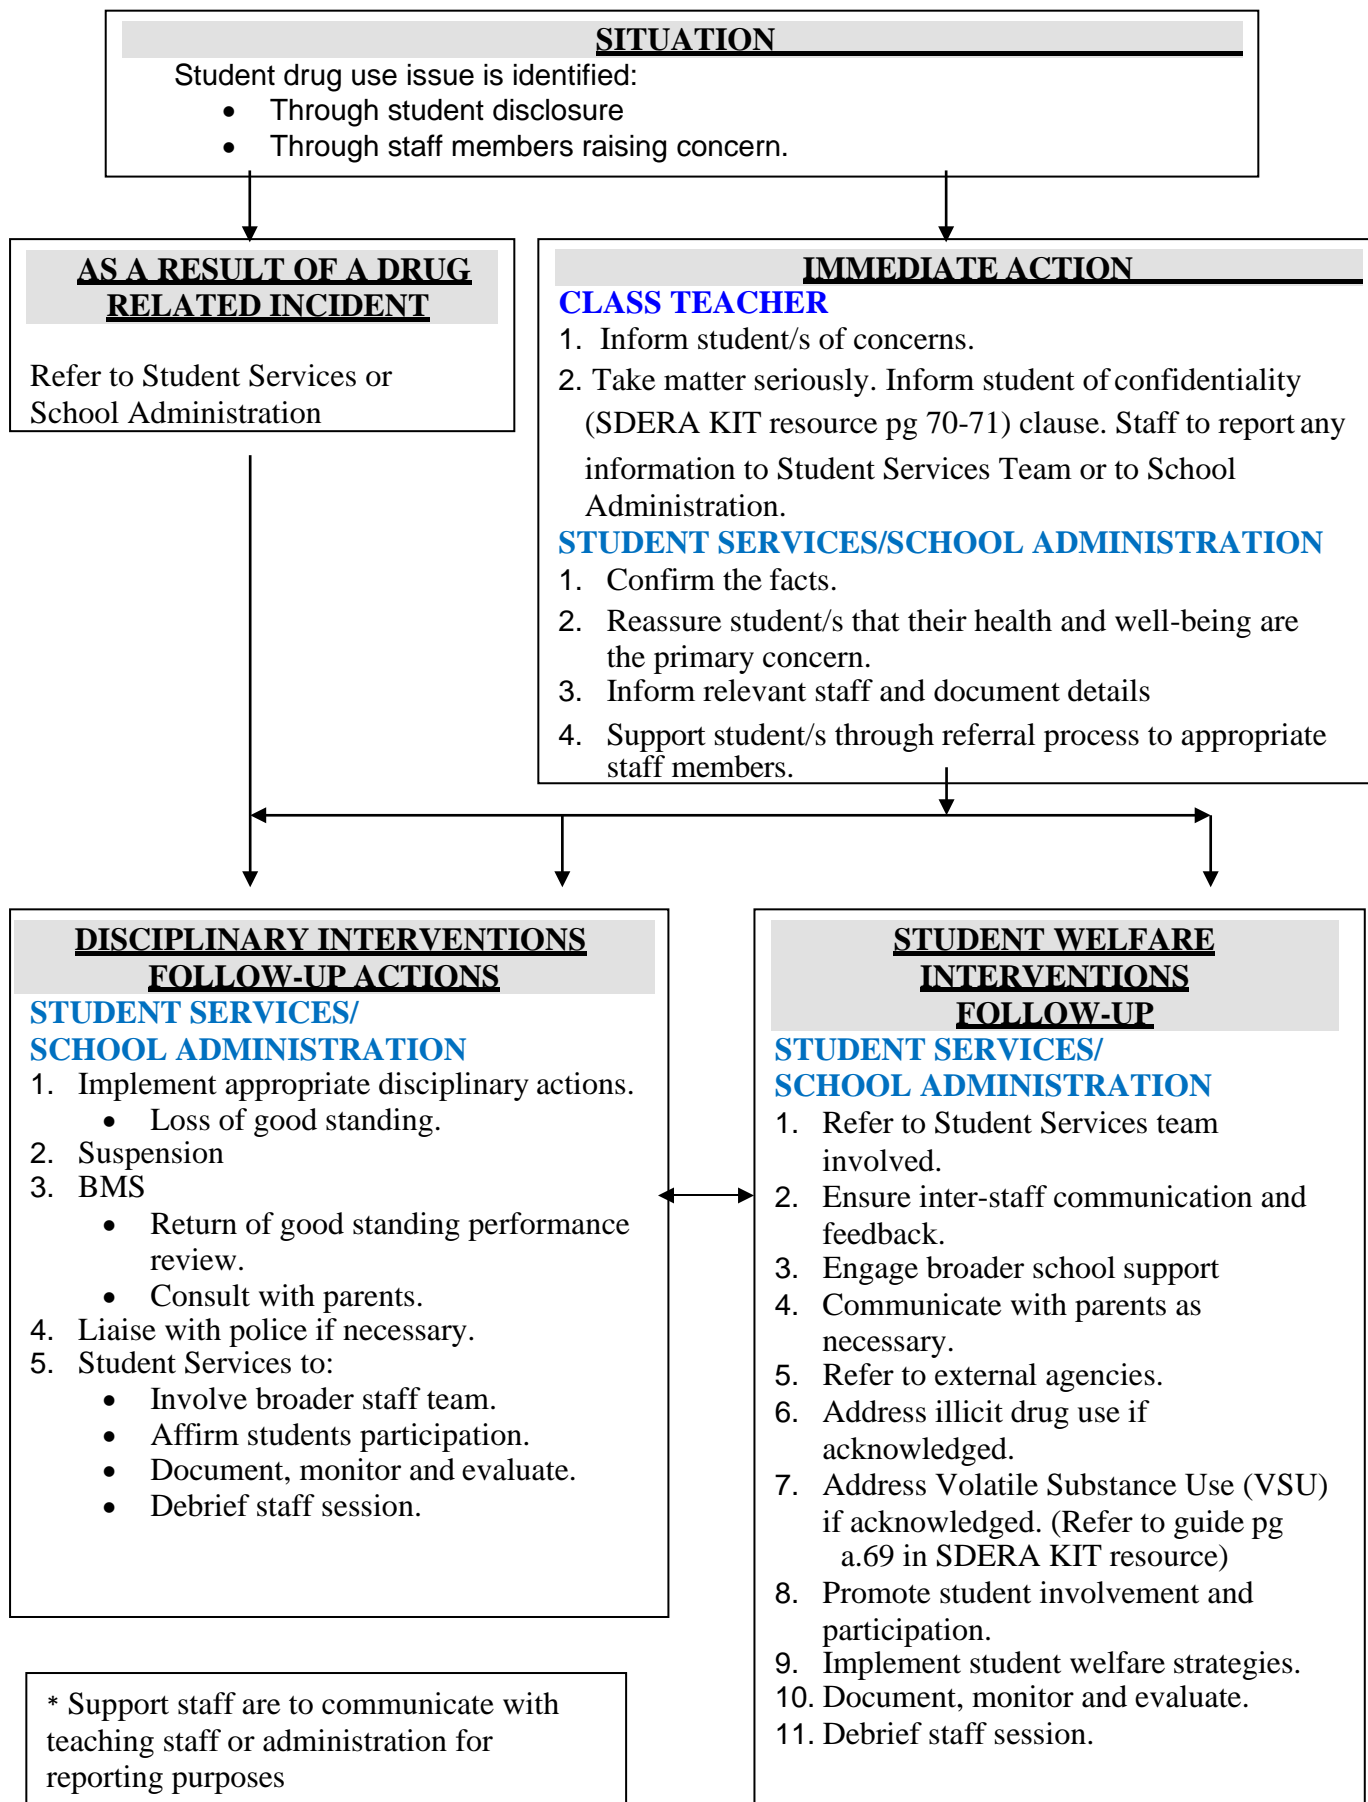 SITUATION
Student drug use issue is identified:
• Through student disclosure
• Through staff members raising concern.
AS A RESULT OF A DRUG
RELATED INCIDENT
Refer to Student Services or
School Administration
IMMEDIATE ACTION
CLASS TEACHER
1. Inform student/s of concerns.
2. Take matter seriously. Inform student of confidentiality
(SDERA KIT resource pg 70-71) clause. Staff to report any
information to Student Services Team or to School
Administration.
STUDENT SERVICES/SCHOOL ADMINISTRATION
1. Confirm the facts.
2. Reassure student/s that their health and well-being are
the primary concern.
3. Inform relevant staff and document details
4. Support student/s through referral process to appropriate
staff members.
DISCIPLINARY INTERVENTIONS
FOLLOW-UP ACTIONS
STUDENT SERVICES/
SCHOOL ADMINISTRATION
1. Implement appropriate disciplinary actions.
• Loss of good standing.
2. Suspension
3. BMS
• Return of good standing performance
review.
• Consult with parents.
4. Liaise with police if necessary.
5. Student Services to:
• Involve broader staff team.
• Affirm students participation.
• Document, monitor and evaluate.
• Debrief staff session.
STUDENT WELFARE
INTERVENTIONS
FOLLOW-UP
STUDENT SERVICES/
SCHOOL ADMINISTRATION
1. Refer to Student Services team
involved.
2. Ensure inter-staff communication and
feedback.
3. Engage broader school support
4. Communicate with parents as
necessary.
5. Refer to external agencies.
6. Address illicit drug use if
acknowledged.
7. Address Volatile Substance Use (VSU)
if acknowledged. (Refer to guide pg
a.69 in SDERA KIT resource)
8. Promote student involvement and
participation.
9. Implement student welfare strategies.
10. Document, monitor and evaluate.
11. Debrief staff session.
* Support staff are to communicate with
teaching staff or administration for
reporting purposes